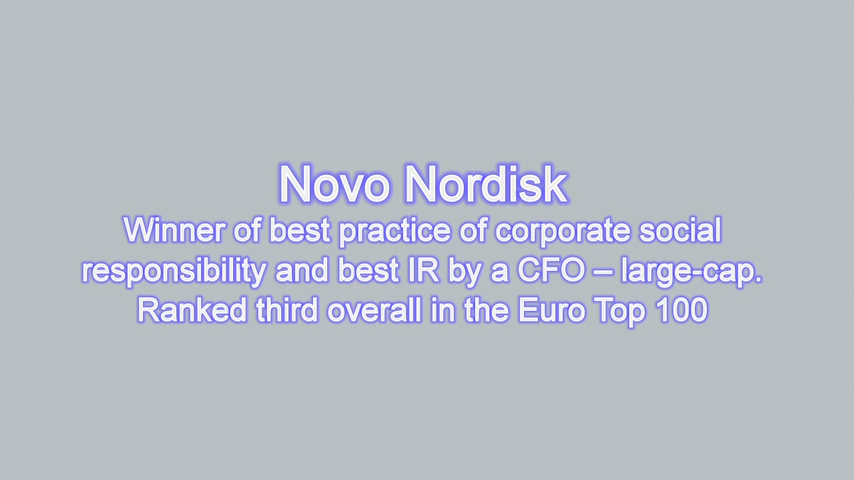 Novo Nordisk
Winner of best practice of corporate social
responsibility and best IR by a CFO – large-cap.
Ranked third overall in the Euro Top 100